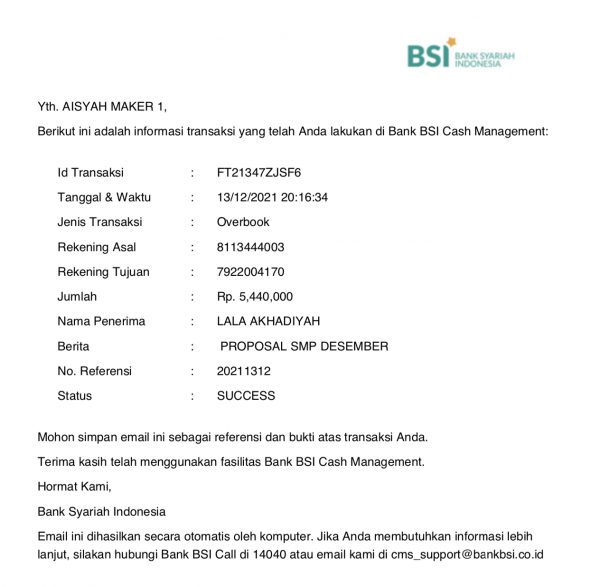 BSI BANK SYARIAH
INDONESIA
Yth. AISYAH MAKER 1,
Berikut ini adalah informasi transaksi yang telah Anda lakukan di Bank BSI Cash Management:
Id Transaksi : FT21347ZJSF6
Tanggal & Waktu : 13/12/2021 20:16:34
Jenis Transaksi : Overbook
Rekening Asal : 8113444003
Rekening Tujuan : 7922004170
Jumlah : Rp. 5,440,000
Nama Penerima : LALA AKHADIYAH
Berita : PROPOSAL SMP DESEMBER
No. Referensi : 20211312
Status : SUCCESS
Mohon simpan email ini sebagai referensi dan bukti atas transaksi Anda.
Terima kasih telah menggunakan fasilitas Bank BSI Cash Management.
Hormat Kami,
Bank Syariah Indonesia
Email ini dihasilkan secara otomatis oleh komputer. Jika Anda membutuhkan informasi lebih
lanjut, silakan hubungi Bank BSI Call di 14040 atau email kami di cms_support@bankbsi.co.id